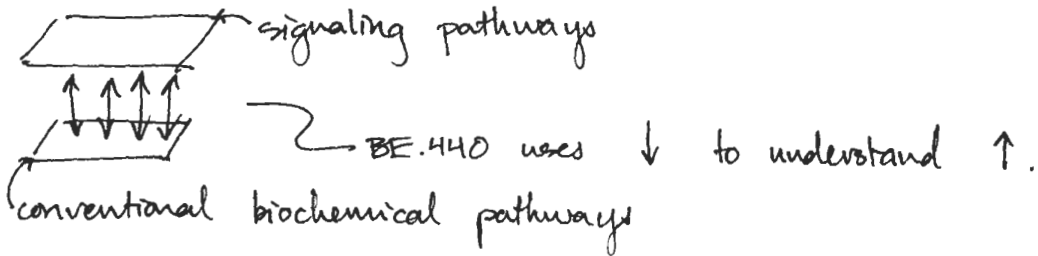 signaling pathways
BE.440 uses ↓ to understand ↑.
conventional biochemical pathways